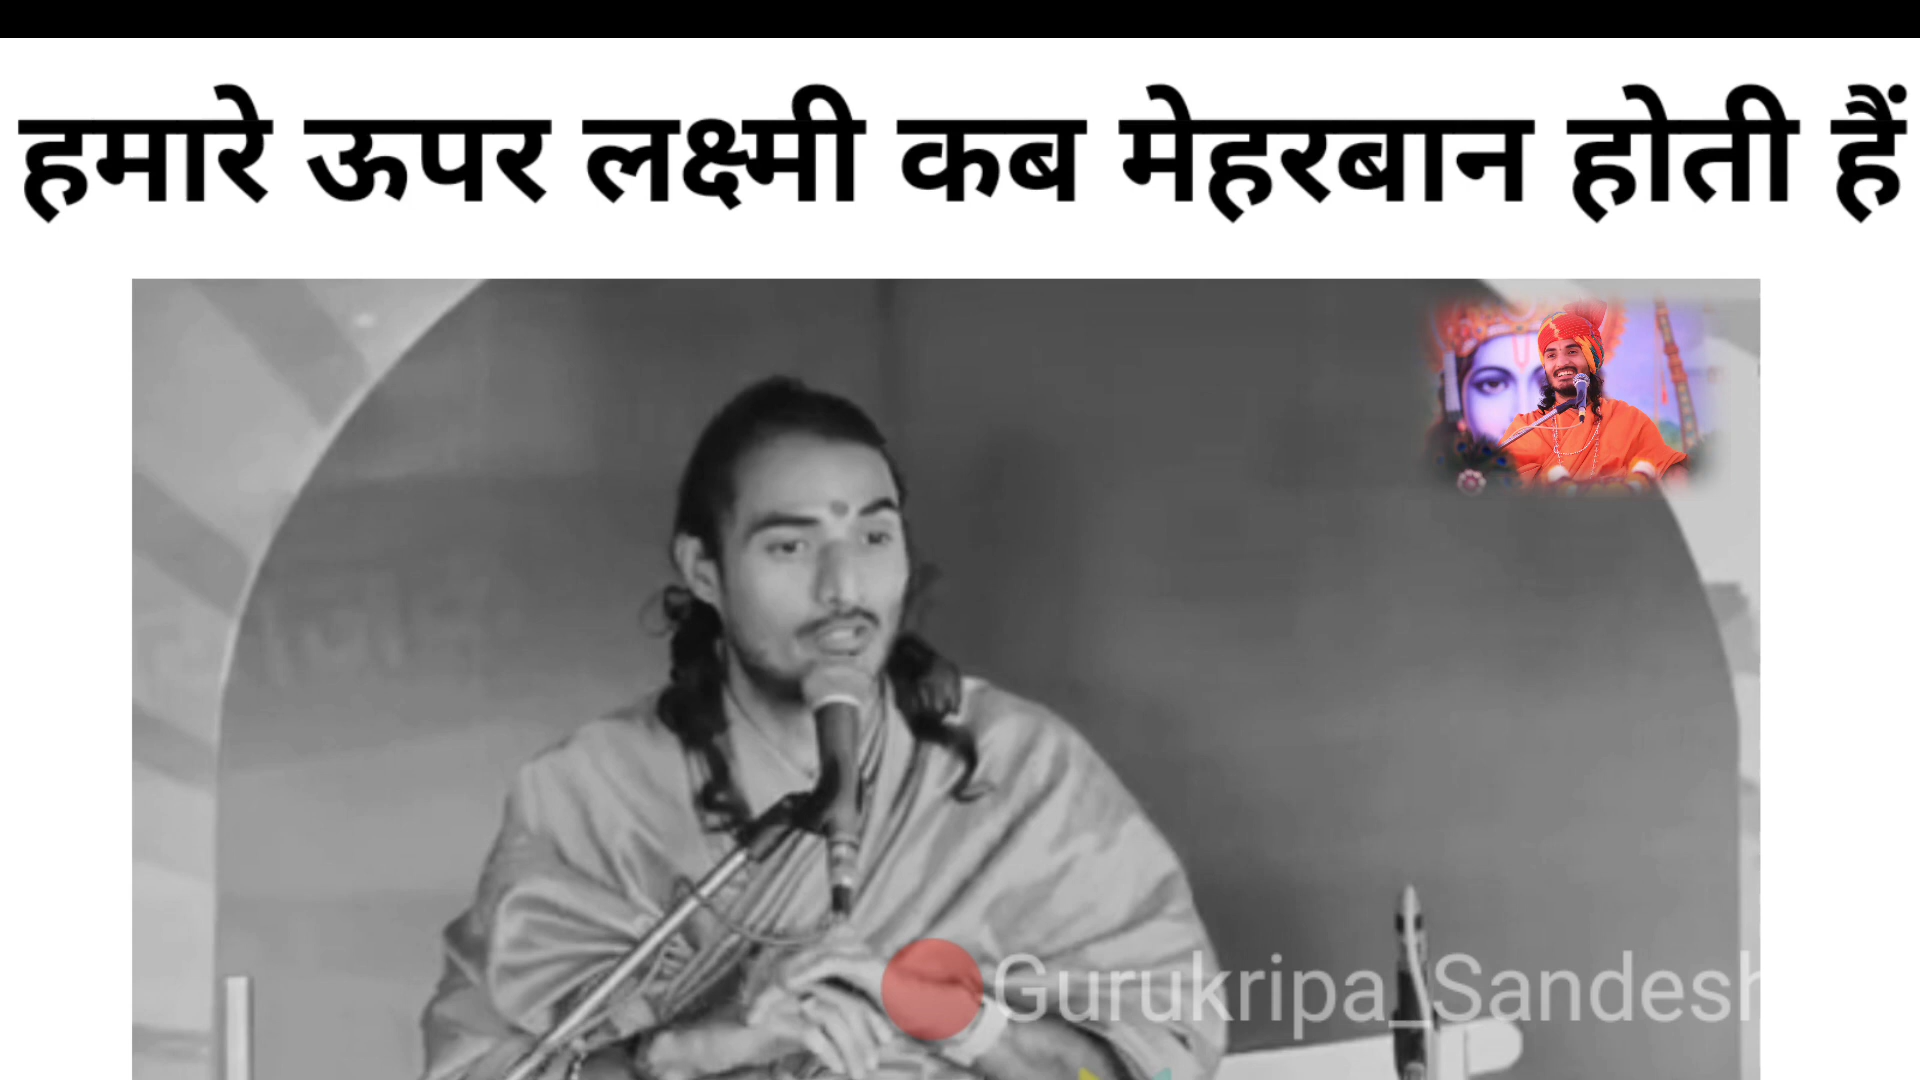 हमारे ऊपर लक्ष्मी कब मेहरबान होती हैं
Gurukripa_Sandesh